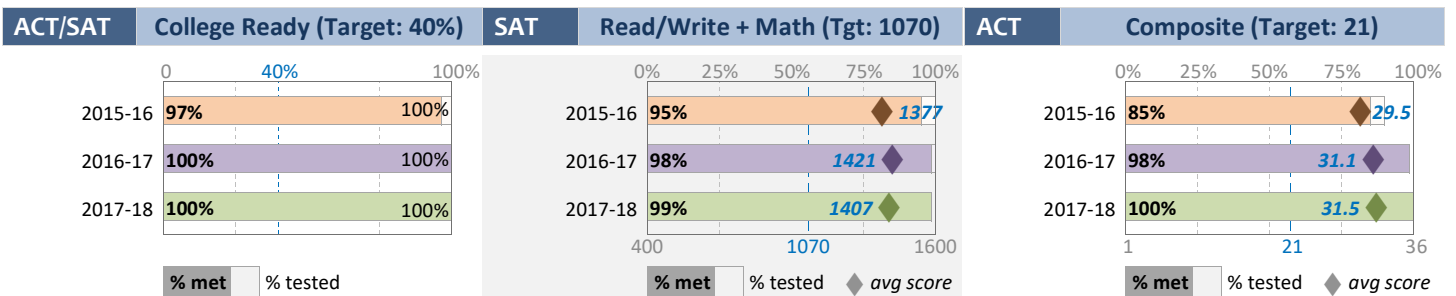 ACT/SAT College Ready (Target: 40%) SAT Read/Write + Math (Tgt: 1070) ACT Composite (Target: 21)
0 40% 100% 0% 25% 50% 75% 100% 0% 25% 50% 75% 100%
2015-16 97% 100% 2015-16 95% 1377 2015-16 85% 29.5
2016-17 100% 100% 2016-17 98% 1421 2016-17 98% 31.1
2017-18 100% 100% 2017-18 99% 1407 2017-18 100% 31.5
400 1070 1600 1 21 36
% met % tested % met % tested avg score % met % tested avg score